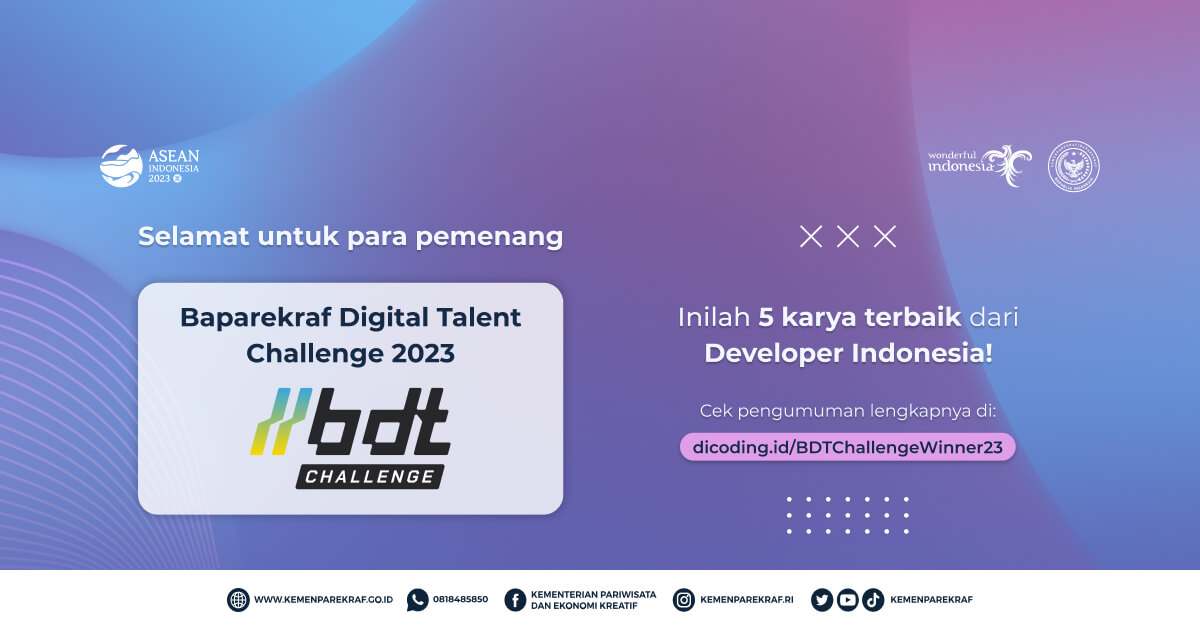 ASEAN
INDONESIA
2023
wonderful
indonesia
Selamat untuk para pemenang
Baparekraf Digital Talent
Challenge 2023
bdt
CHALLENGE
Inilah 5 karya terbaik dari
Developer Indonesia!
Cek pengumuman lengkapnya di:
dicoding.id/BDTChallengeWinner23
WWW.KEMENPAREKRAF.GO.ID
0818485850
KEMENTERIAN PARIWISATA
DAN EKONOMI KREATIF
KEMENPAREKRAF.RI
KEMENPAREKRAF